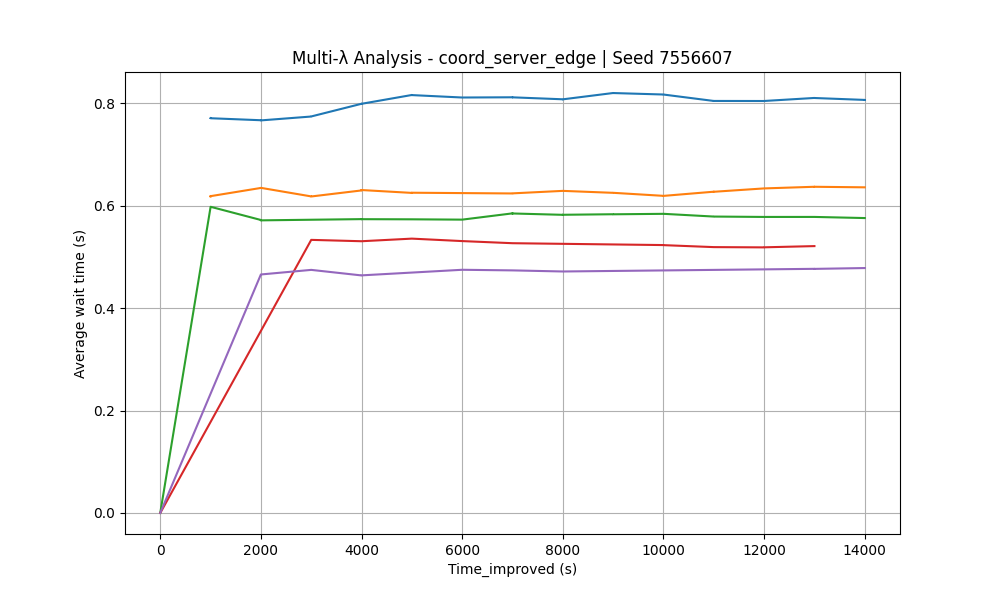 Multi-λ Analysis - coord_server_edge | Seed 7556607
Average wait time (s)
0.8
0.6
0.4
0.2
0.0
0 2000 4000 6000 8000 10000 12000 14000
Time_improved (s)